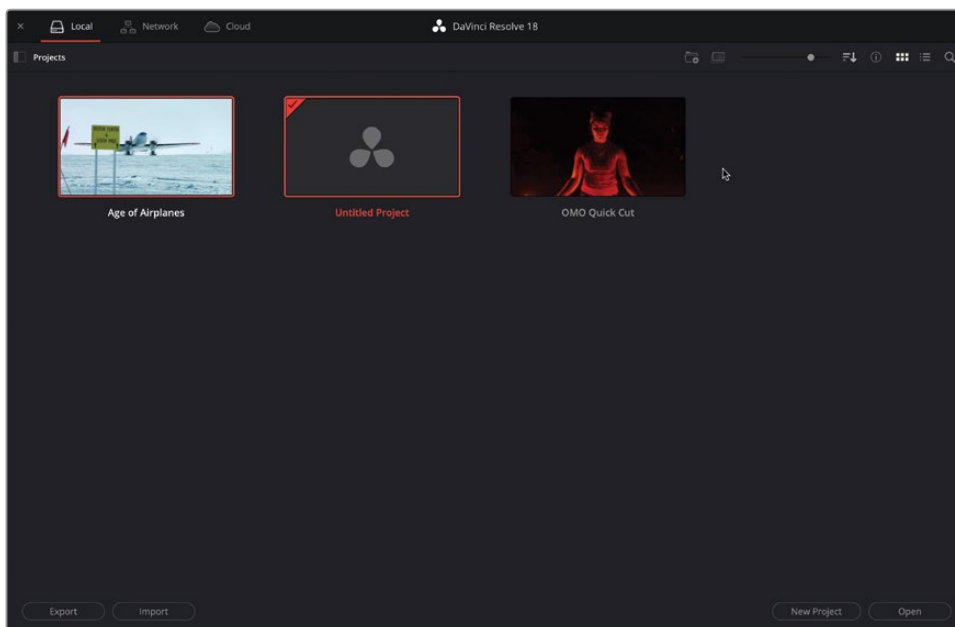 Local
Network
Cloud
DaVinci Resolve 18
Projects
Age of Airplanes
Untitled Project
OMO Quick Cut
Export
Import
New Project
Open